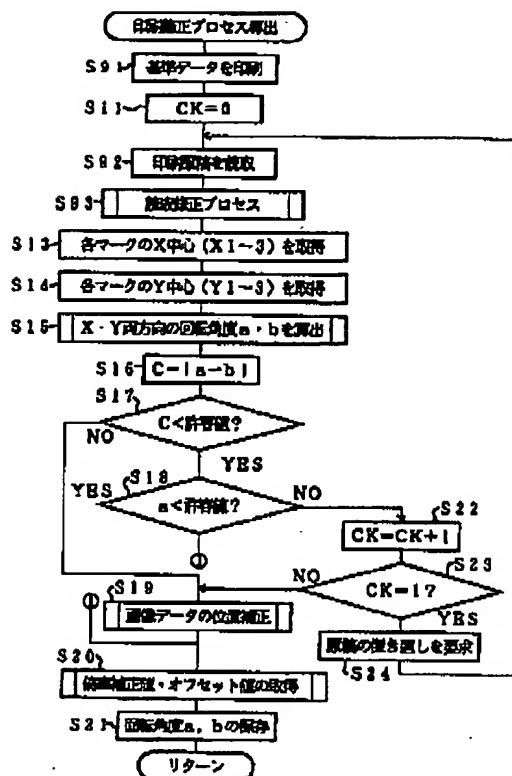 印刷補正プロセス算出
S91 基準データを印刷
S11 CK=0
S92 印刷原稿を読取
S93 読取補正プロセス
S13 各マークのX中心（X1～3）を取得
S14 各マークのY中心（Y1～3）を取得
S15 X・Y両方向の回転角度a・bを算出
S16 C=|a-b|
S17
C<許容値?
NO
YES
S18
YES
a<許容値?
NO
①
S22
CK=CK+1
S23
NO
CK=1?
YES
①
S19
画像データの位置補正
原稿の置き直しを要求
S24
S20
倍率補正値・オフセット値の取得
S21 回転角度a, bの保存
リターン